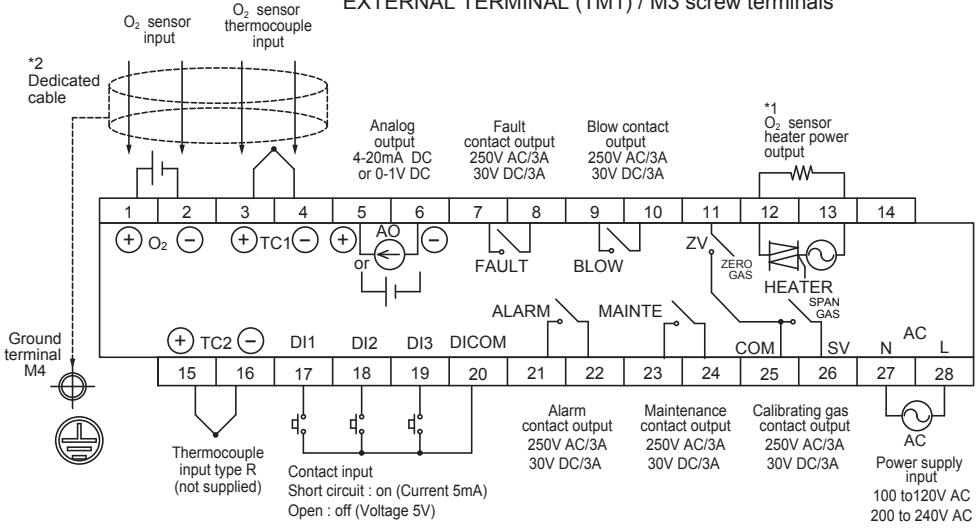 EXTERNAL TERMINAL (TM1) / M3 screw terminals
O2 sensor
input
O2 sensor
thermocouple
input
*2
Dedicated
cable
Analog
output
4-20mA DC
or 0-1V DC
Fault
contact output
250V AC/3A
30V DC/3A
Blow contact
output
250V AC/3A
30V DC/3A
*1
O2 sensor
heater power
output
1 2 3 4 5 6 7 8 9 10 11 12 13 14
+ O2 −
+ TC1 −
+ AO −
or
FAULT
BLOW
ZV
ZERO
GAS
HEATER
SPAN
GAS
ALARM
MAINTE
+ TC2 −
DI1 DI2 DI3 DICOM
COM SV
N AC L
15 16 17 18 19 20 21 22 23 24 25 26 27 28
Ground
terminal
M4
Thermocouple
input type R
(not supplied)
Contact input
Short circuit : on (Current 5mA)
Open : off (Voltage 5V)
Alarm
contact output
250V AC/3A
30V DC/3A
Maintenance
contact output
250V AC/3A
30V DC/3A
Calibrating gas
contact output
250V AC/3A
30V DC/3A
AC
Power supply
input
100 to120V AC
200 to 240V AC